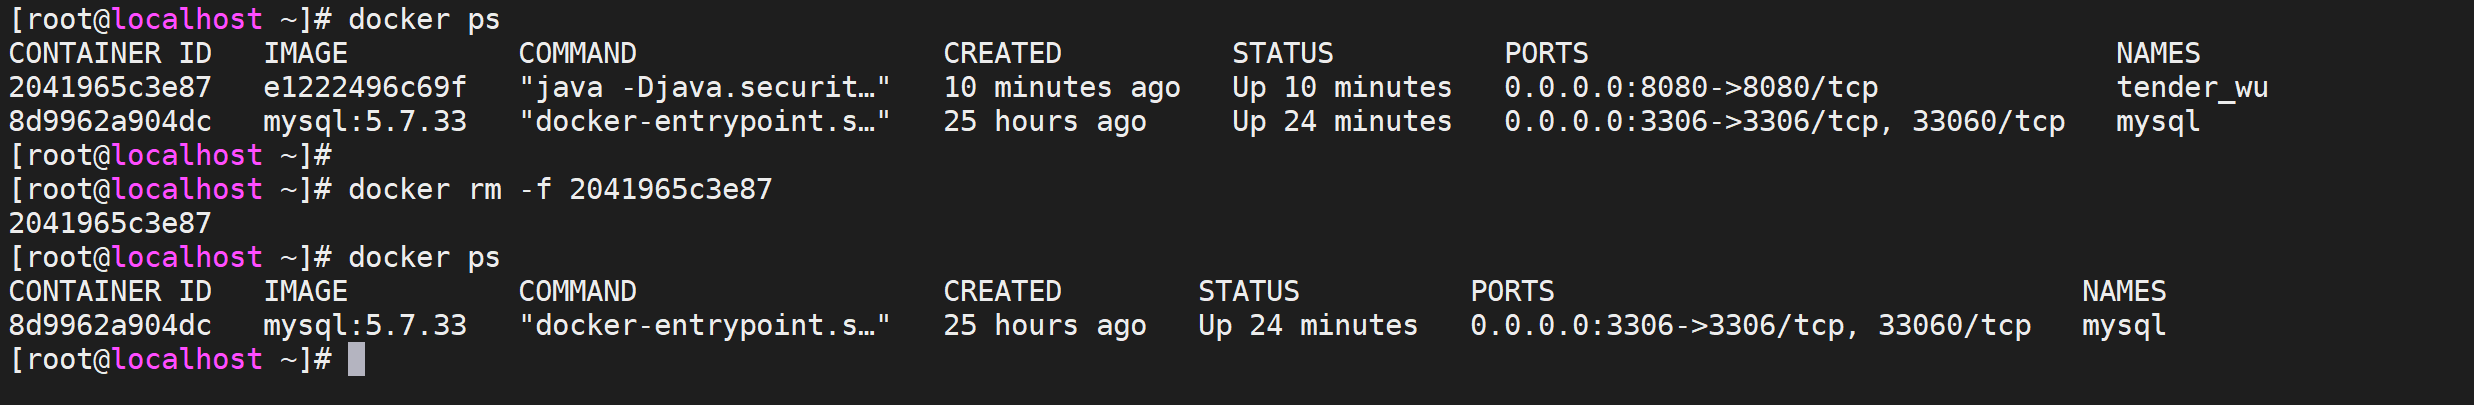 [root@localhost ~]# docker ps
CONTAINER ID   IMAGE          COMMAND                  CREATED          STATUS          PORTS                               NAMES
2041965c3e87   e1222496c69f   "java -Djava.securit…"   10 minutes ago   Up 10 minutes   0.0.0.0:8080->8080/tcp              tender_wu
8d9962a904dc   mysql:5.7.33   "docker-entrypoint.s…"   25 hours ago     Up 24 minutes   0.0.0.0:3306->3306/tcp, 33060/tcp   mysql
[root@localhost ~]#
[root@localhost ~]# docker rm -f 2041965c3e87
2041965c3e87
[root@localhost ~]# docker ps
CONTAINER ID   IMAGE          COMMAND                  CREATED        STATUS          PORTS                               NAMES
8d9962a904dc   mysql:5.7.33   "docker-entrypoint.s…"   25 hours ago   Up 24 minutes   0.0.0.0:3306->3306/tcp, 33060/tcp   mysql
[root@localhost ~]#